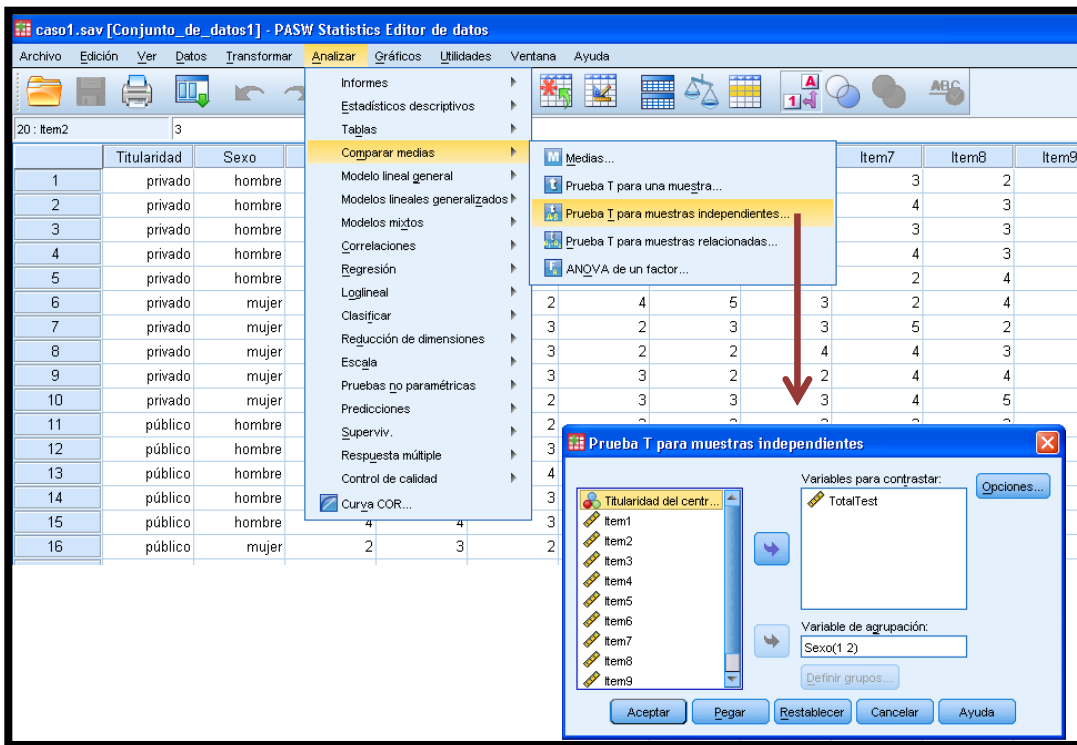 caso1.sav [Conjunto_de_datos1] - PASW Statistics Editor de datos
Archivo Edición Ver Datos Transformar Analizar Gráficos Utilidades Ventana Ayuda
20 : Item2 3
Titularidad Sexo Item7 Item8 Item9
1 privado hombre 3 2
2 privado hombre 4 3
3 privado hombre 3 3
4 privado hombre 4 3
5 privado hombre 2 4
6 privado mujer 2 4 5 3 2 4
7 privado mujer 3 2 3 3 5 2
8 privado mujer 3 2 2 4 4 3
9 privado mujer 3 3 2 2 4 4
10 privado mujer 2 3 3 3 4 5
11 público hombre 2
12 público hombre 3
13 público hombre 4
14 público hombre 3
15 público hombre 4 4 3
16 público mujer 2 3 2
Informes
Estadísticos descriptivos
Tablas
Comparar medias
Modelo lineal general
Modelos lineales generalizados
Modelos mixtos
Correlaciones
Regresión
Loglineal
Clasificar
Reducción de dimensiones
Escala
Pruebas no paramétricas
Predicciones
Superviv.
Respuesta múltiple
Control de calidad
Curva COR...
M Medias...
t Prueba T para una muestra...
Prueba T para muestras independientes...
Prueba T para muestras relacionadas...
ANOVA de un factor...
Prueba T para muestras independientes
Titularidad del centr...
Item1
Item2
Item3
Item4
Item5
Item6
Item7
Item8
Item9
Variables para contrastar:
TotalTest
Opciones...
Variable de agrupación:
Sexo(1 2)
Definir grupos...
Aceptar Pegar Restablecer Cancelar Ayuda